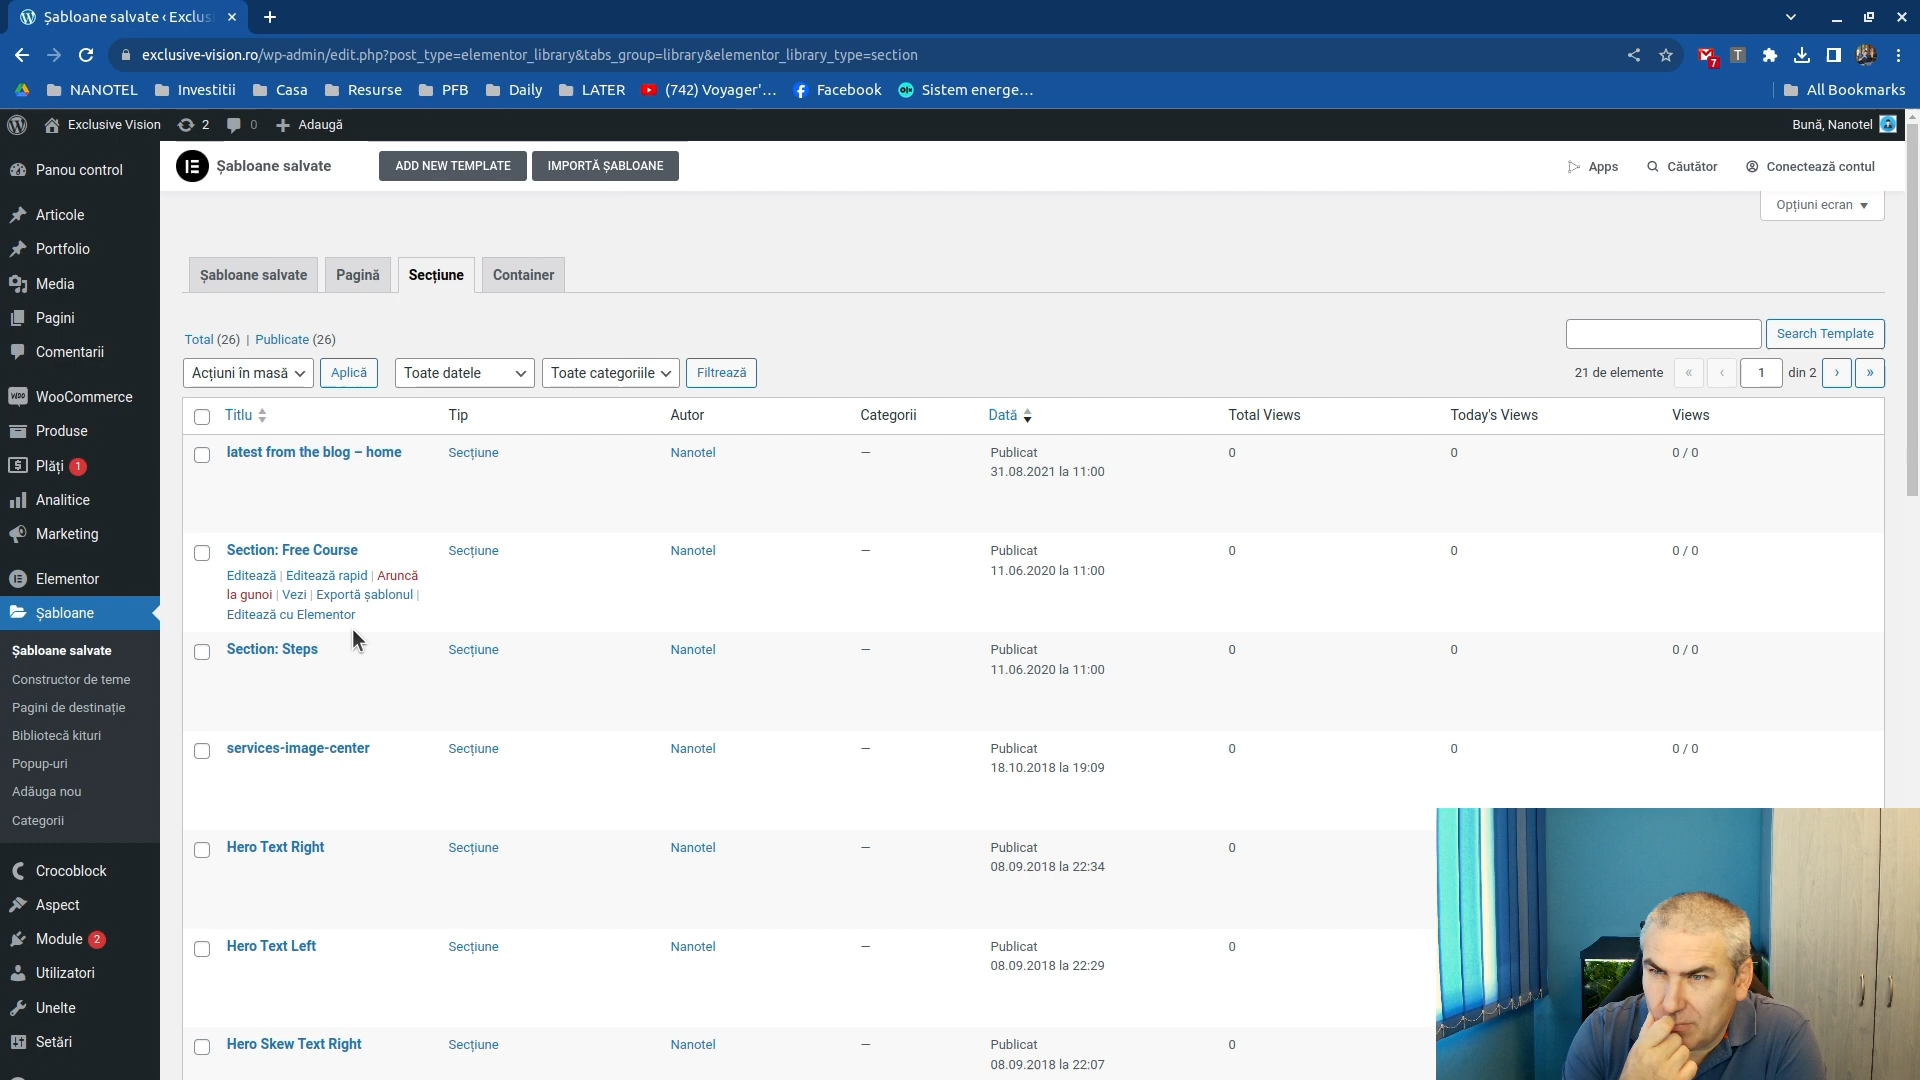 Șabloane salvate ‹ Exclus
exclusive-vision.ro/wp-admin/edit.php?post_type=elementor_library&tabs_group=library&elementor_library_type=section
7
T
NANOTEL
Investitii
Casa
Resurse
PFB
Daily
LATER
(742) Voyager'...
Facebook
Sistem energe...
All Bookmarks
Exclusive Vision
2
0
Adaugă
Bună, Nanotel
Panou control
Articole
Portfolio
Media
Pagini
Comentarii
WooCommerce
Produse
Plăți 1
Analitice
Marketing
Elementor
Șabloane
Șabloane salvate
Constructor de teme
Pagini de destinație
Bibliotecă kituri
Popup-uri
Adăuga nou
Categorii
Crocoblock
Aspect
Module 2
Utilizatori
Unelte
Setări
Șabloane salvate
ADD NEW TEMPLATE
IMPORTĂ ȘABLOANE
Apps
Căutător
Conectează contul
Opțiuni ecran
Șabloane salvate
Pagină
Secțiune
Container
Total (26) | Publicate (26)
Search Template
Acțiuni în masă
Aplică
Toate datele
Toate categoriile
Filtrează
21 de elemente « ‹ 1 din 2 › »
Titlu Tip Autor Categorii Dată Total Views Today's Views Views
latest from the blog – home Secțiune Nanotel — Publicat 0 0 0 / 0
31.08.2021 la 11:00
Section: Free Course Secțiune Nanotel — Publicat 0 0 0 / 0
11.06.2020 la 11:00
Editează | Editează rapid | Aruncă
la gunoi | Vezi | Exportă șablonul |
Editează cu Elementor
Section: Steps Secțiune Nanotel — Publicat 0 0 0 / 0
11.06.2020 la 11:00
services-image-center Secțiune Nanotel — Publicat 0 0 0 / 0
18.10.2018 la 19:09
Hero Text Right Secțiune Nanotel — Publicat 0
08.09.2018 la 22:34
Hero Text Left Secțiune Nanotel — Publicat 0
08.09.2018 la 22:29
Hero Skew Text Right Secțiune Nanotel — Publicat 0
08.09.2018 la 22:07